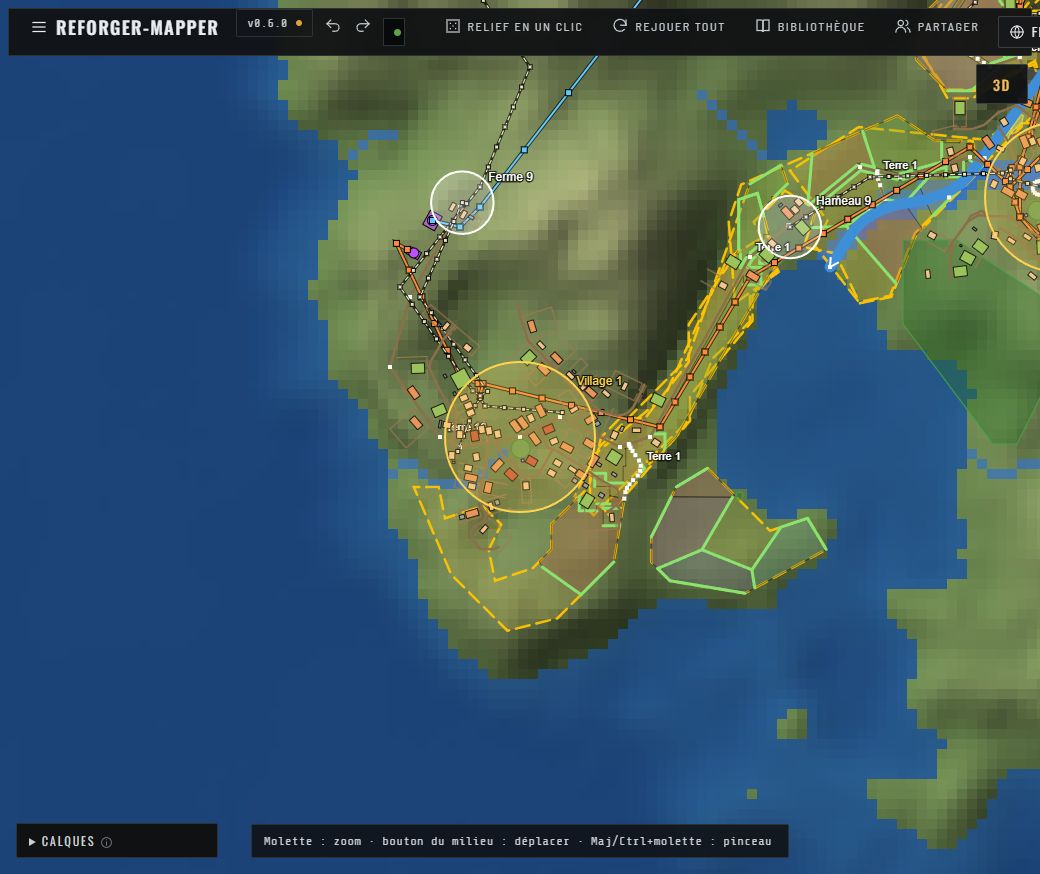 REFORGER-MAPPER
v0.6.0
RELIEF EN UN CLIC
REJOUER TOUT
BIBLIOTHÈQUE
PARTAGER
3D
Ferme 9
Terre 1
Hameau 9
Village 1
Terre 1
CALQUES
Molette : zoom · bouton du milieu : déplacer · Maj/Ctrl+molette : pinceau